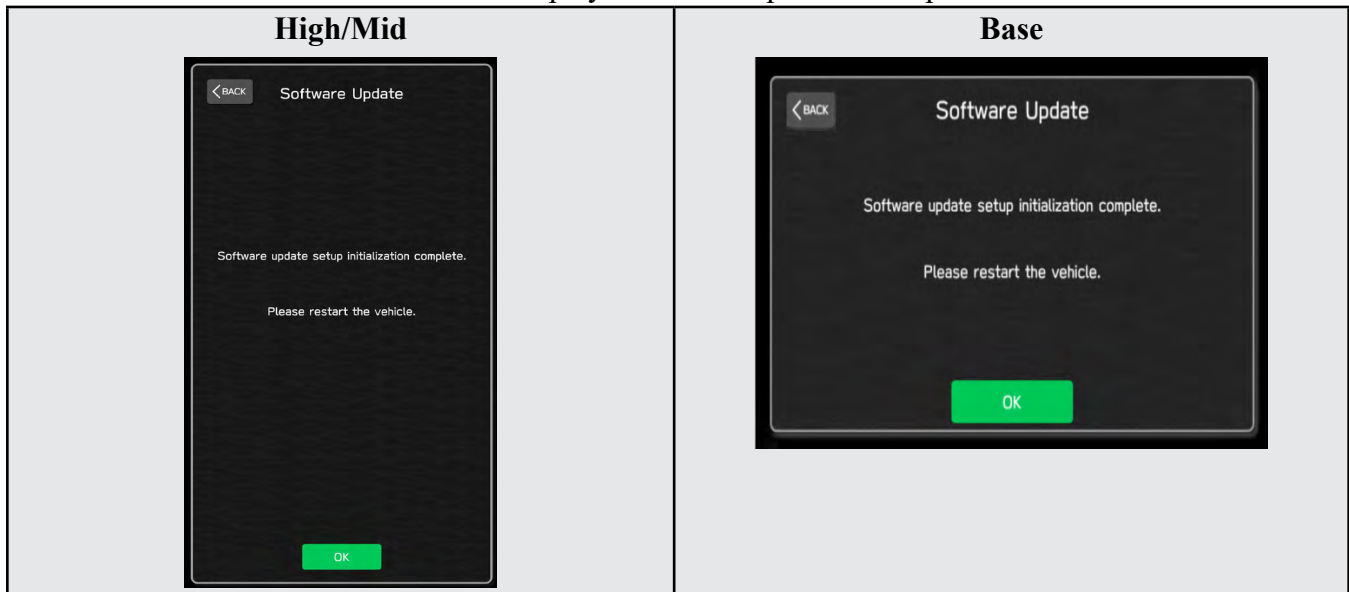 High/Mid
Base
BACK
Software Update
Software update setup initialization complete.
Please restart the vehicle.
OK
BACK
Software Update
Software update setup initialization complete.
Please restart the vehicle.
OK